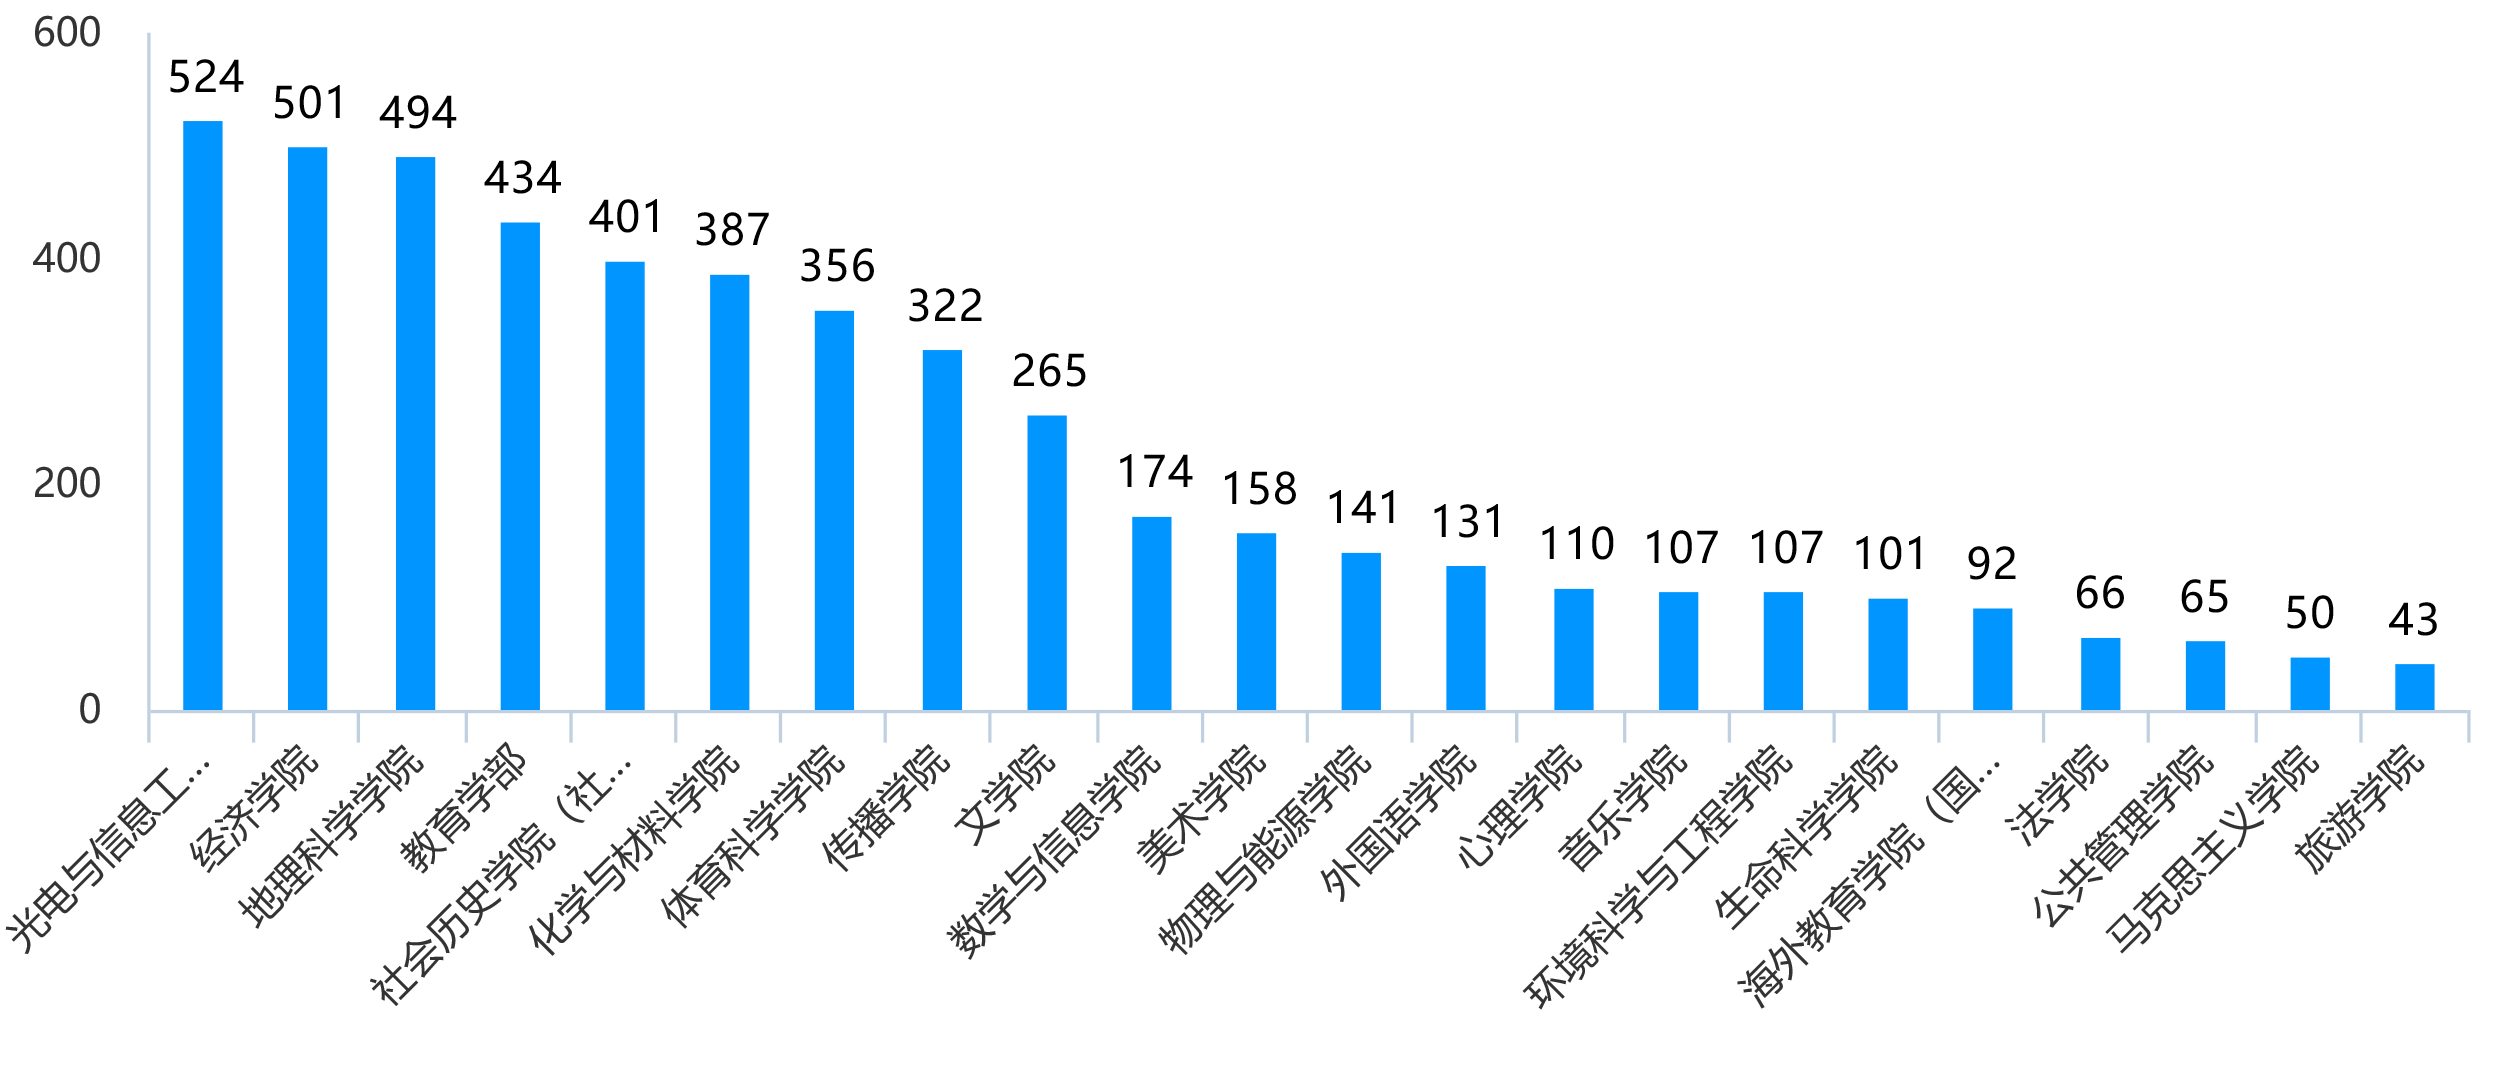 600
400
200
0
524
501
494
434
401
387
356
322
265
174
158
141
131
110
107
107
101
92
66
65
50
43
光电与信息工...
经济学院
地理科学学院
教育学部
社会历史学院（社...
化学与材料学院
体育科学学院
传播学院
文学院
数学与信息学院
美术学院
物理与能源学院
外国语学院
心理学院
音乐学院
环境科学与工程学院
生命科学学院
海外教育学院（国...
法学院
公共管理学院
马克思主义学院
旅游学院